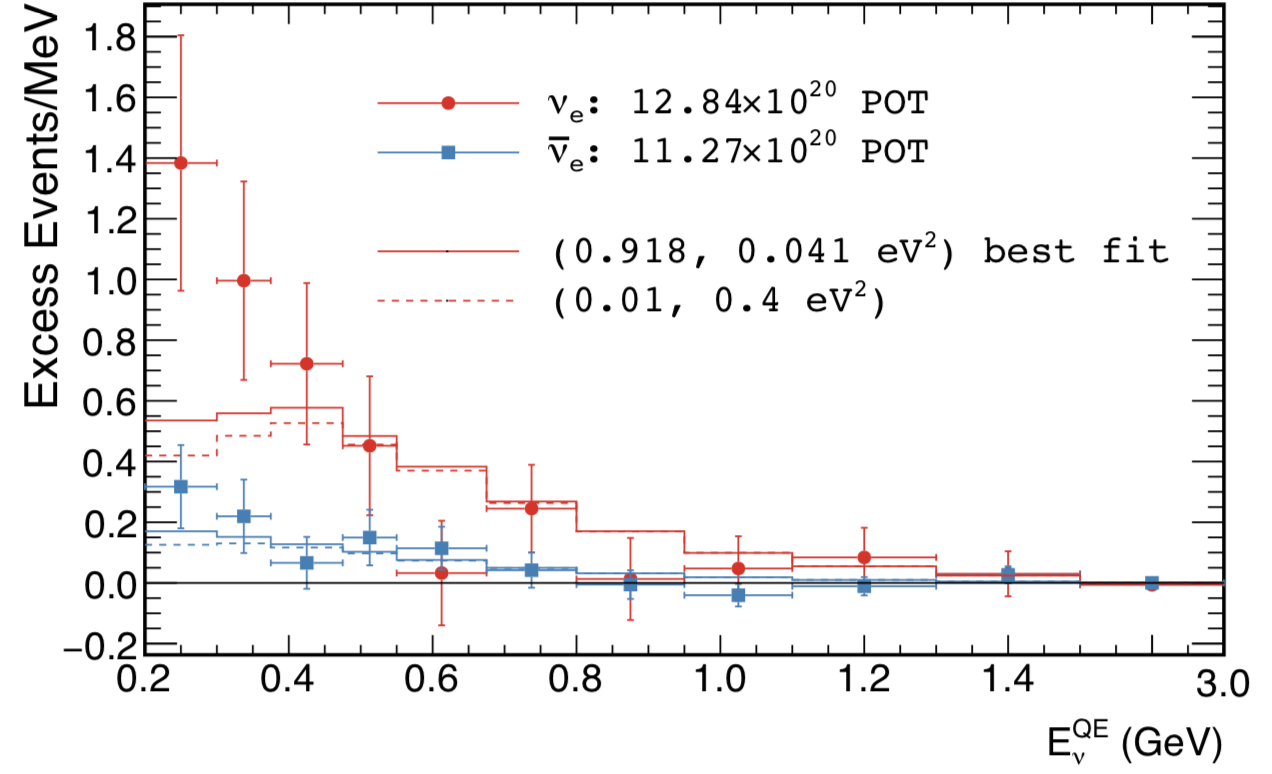 Excess Events/MeV
1.8
1.6
1.4
1.2
1.0
0.8
0.6
0.4
0.2
0.0
−0.2
νₑ: 12.84×10²⁰ POT
ν̅ₑ: 11.27×10²⁰ POT
(0.918, 0.041 eV²) best fit
(0.01, 0.4 eV²)
0.2 0.4 0.6 0.8 1.0 1.2 1.4 3.0
E_ν^QE (GeV)